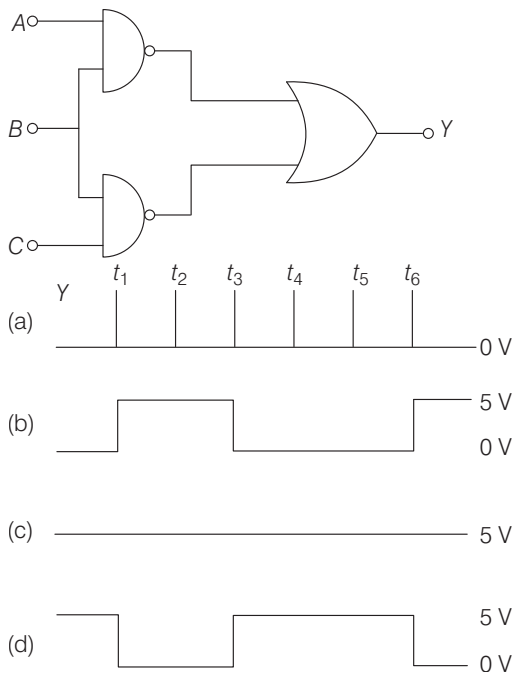 A
B
Y
C
Y t₁ t₂ t₃ t₄ t₅ t₆
(a) 0 V
(b) 5 V
0 V
(c) 5 V
(d) 5 V
0 V